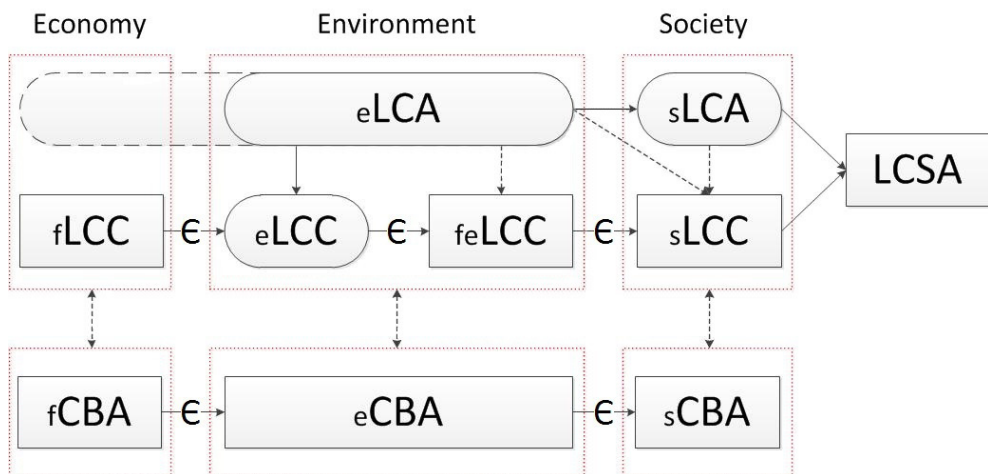 Economy Environment Society
eLCA sLCA
LCSA
fLCC Є eLCC Є feLCC Є sLCC
fCBA Є eCBA Є sCBA